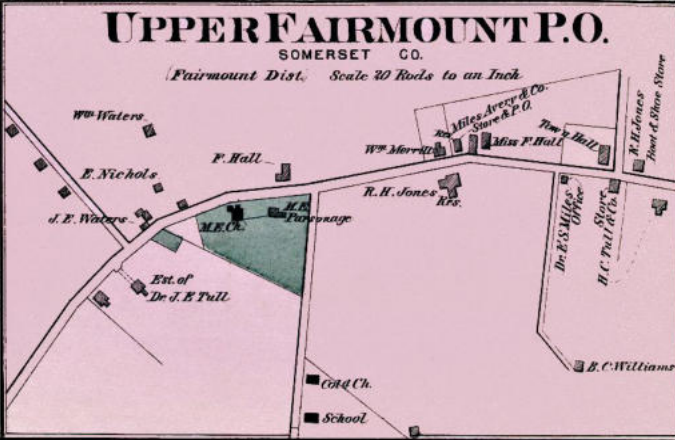 UPPER FAIRMOUNT P.O.
SOMERSET CO.
(Fairmount Dist. Scale 20 Rods to an Inch
Wm Waters
E. Nichols
J. E. Waters
F. Hall
M.E. Ch.
M.E.
Parsonage
Est. of
Dr. J. E Tull
Wm Merrill
Res.
Miles Avery & Co.
Store & P.O.
Miss F. Hall
Town Hall
Boot & Shoe Store
R. H. Jones
Res.
Dr. E. S. Miles
Office
Store
H. C. Tull & Co.
B. C. Williams
Col'd Ch.
School